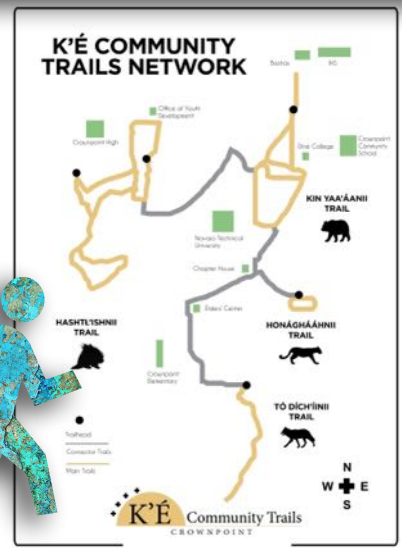 K'É COMMUNITY
TRAILS NETWORK
Bashas
IHS
Office of Youth
Development
Crownpoint High
Diné College
Crownpoint
Community
School
KIN YAA'ÁANII
TRAIL
Navajo Technical
University
Chapter House
Elders' Center
HASHTŁ'ISHNII
TRAIL
HONÁGHÁÁHNII
TRAIL
Crownpoint
Elementary
TÓ DÍCH'ÍINII
TRAIL
Trailhead
Connector Trails
Main Trails
N
W E
S
K'É Community Trails
CROWNPOINT